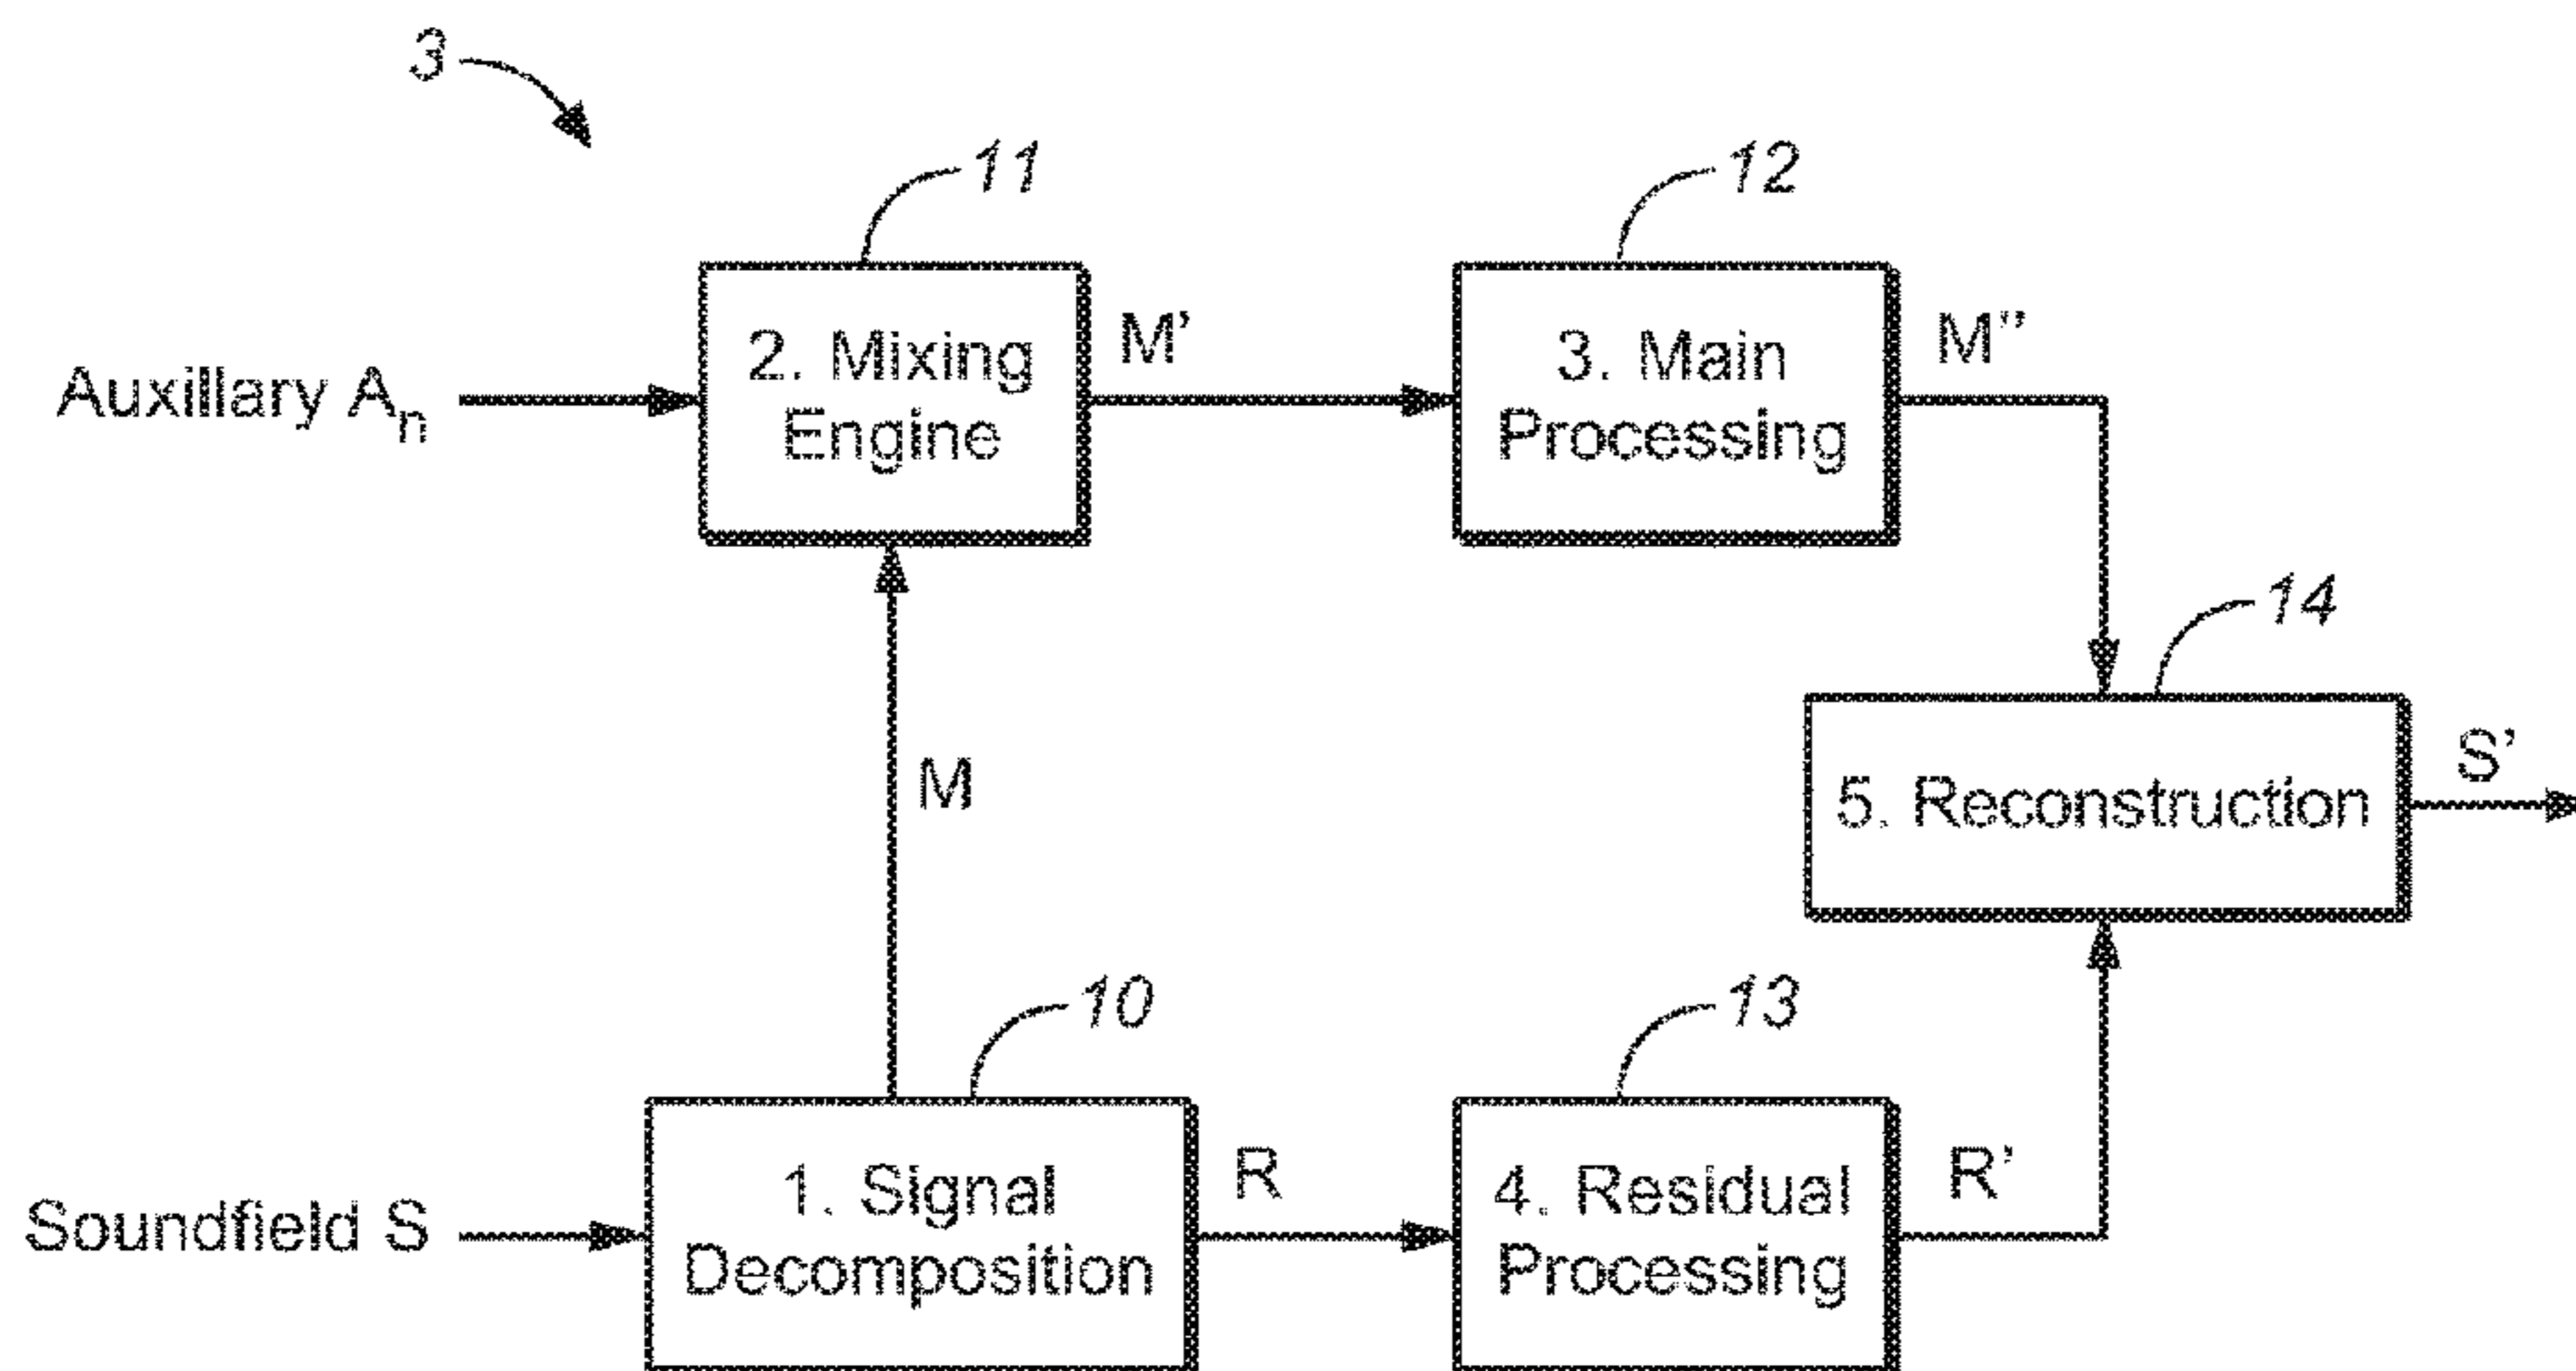 3
11
12
2. Mixing
Engine
M’
3. Main
Processing
M”
Auxillary Aₙ
14
M
5. Reconstruction
S’
10
13
Soundfield S
1. Signal
Decomposition
R
4. Residual
Processing
R’